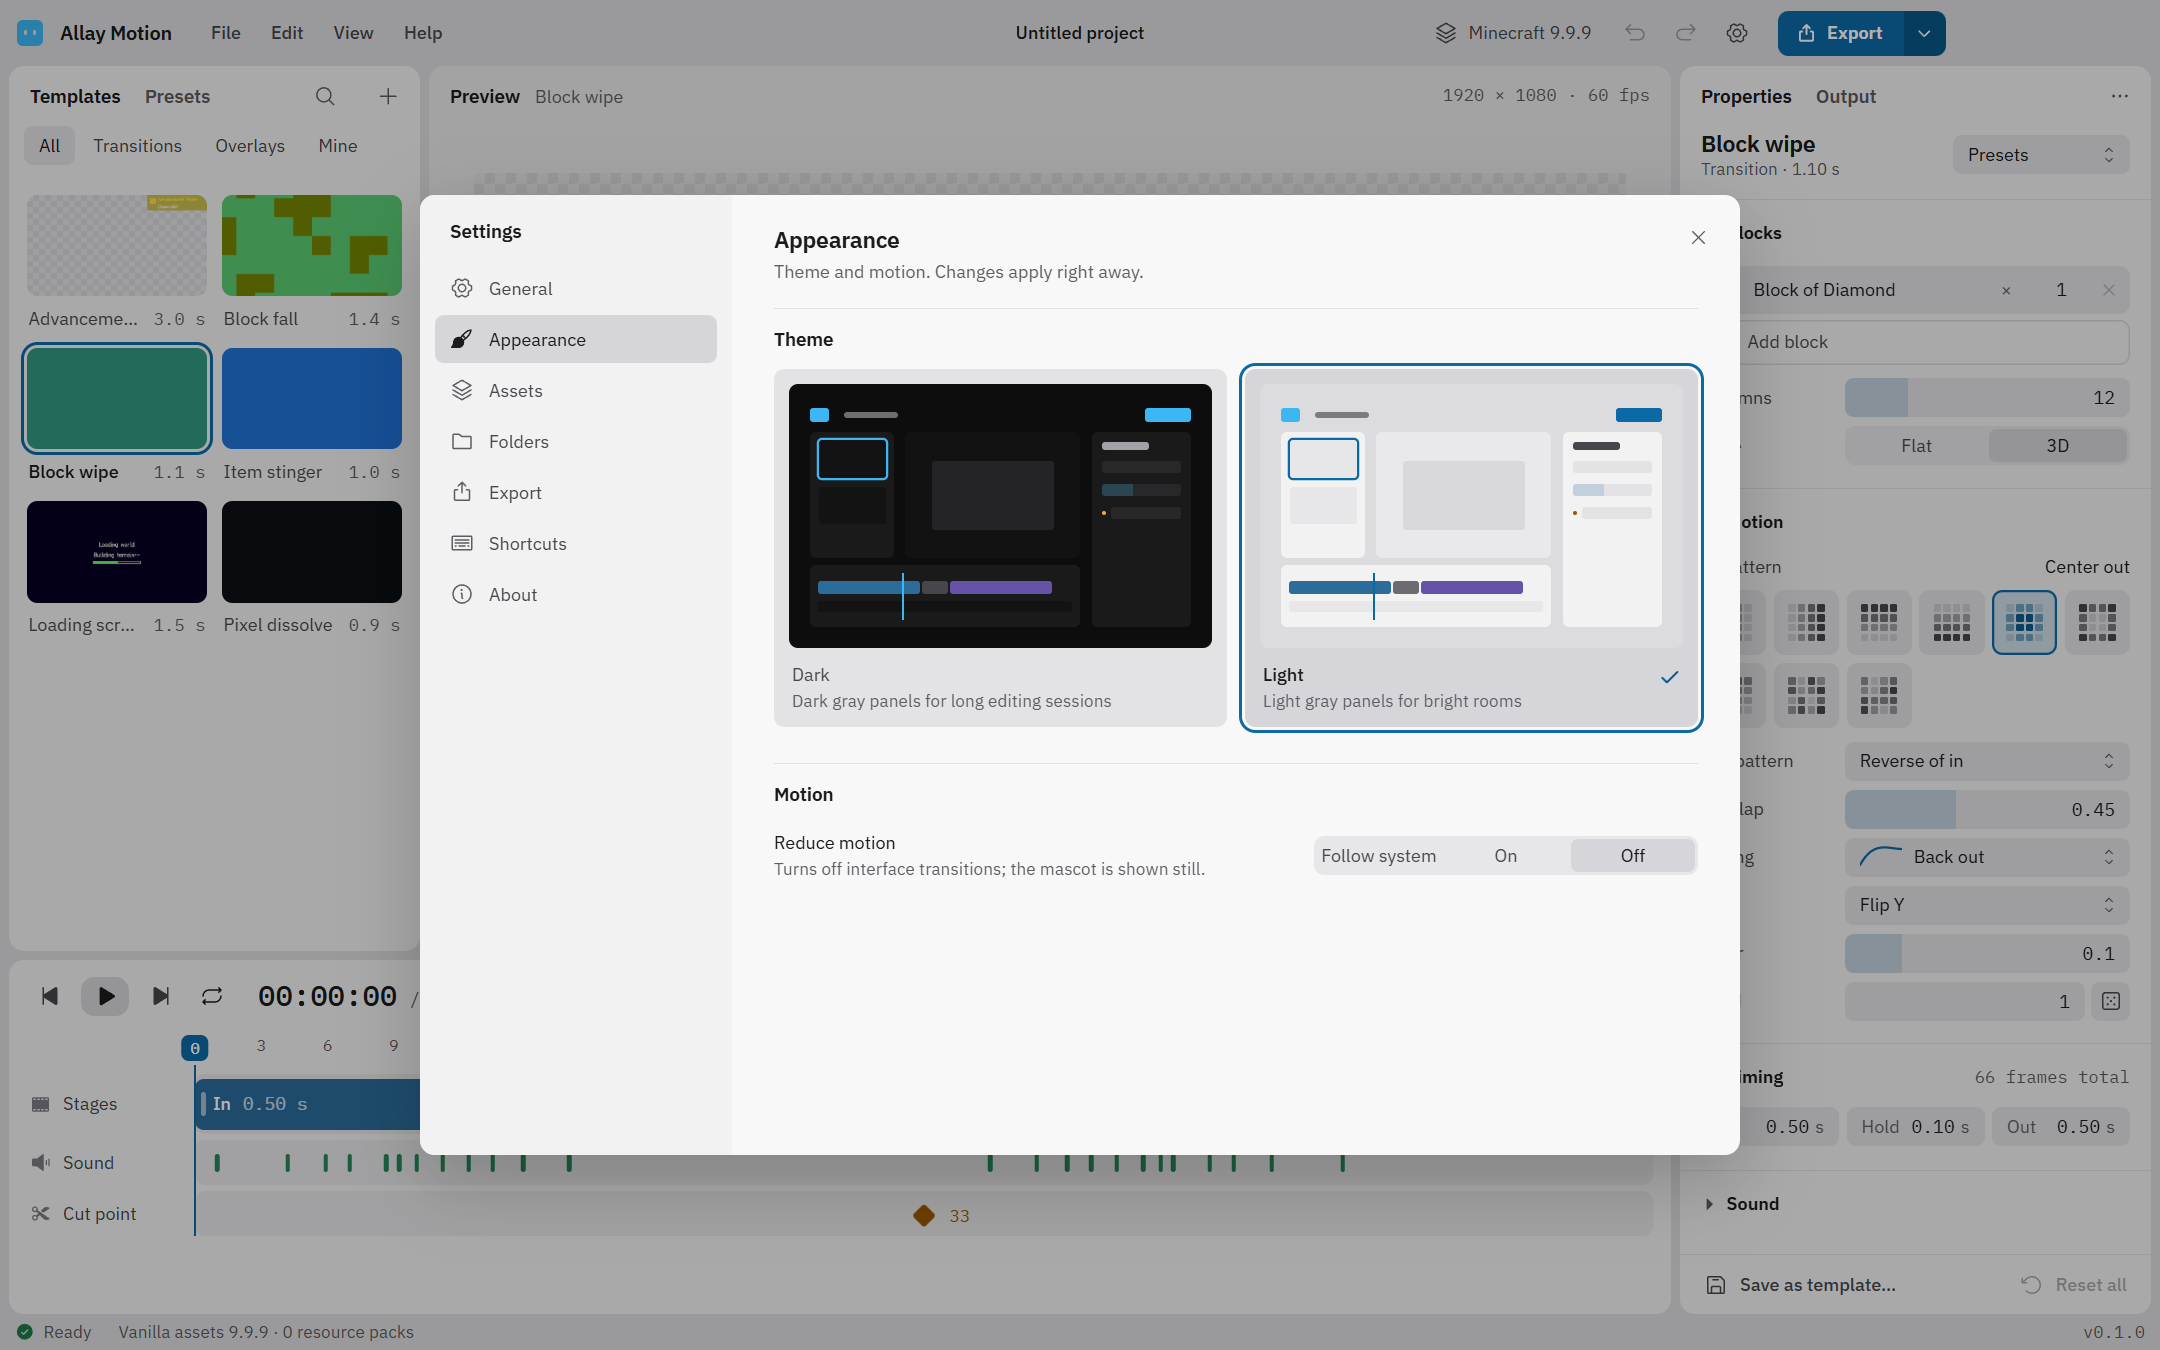 Allay Motion File Edit View Help
Untitled project
Minecraft 9.9.9
Export
Templates Presets
All Transitions Overlays Mine
Advanceme... 3.0 s
Block fall 1.4 s
Block wipe 1.1 s
Item stinger 1.0 s
Loading world
Loading scr... 1.5 s
Pixel dissolve 0.9 s
Preview Block wipe
1920 × 1080 · 60 fps
Settings
General
Appearance
Assets
Folders
Export
Shortcuts
About
Appearance
Theme and motion. Changes apply right away.
Theme
Dark
Dark gray panels for long editing sessions
Light
Light gray panels for bright rooms
Motion
Reduce motion
Turns off interface transitions; the mascot is shown still.
Follow system On Off
Properties Output
Block wipe
Transition · 1.10 s
Presets
locks
Block of Diamond × 1
Add block
mns 12
Flat 3D
otion
ttern Center out
pattern Reverse of in
lap 0.45
ng Back out
Flip Y
r 0.1
1
iming 66 frames total
0.50 s Hold 0.10 s Out 0.50 s
Sound
Save as template... Reset all
00:00:00 /
0 3 6 9
Stages In 0.50 s
Sound
Cut point 33
Ready Vanilla assets 9.9.9 · 0 resource packs
v0.1.0